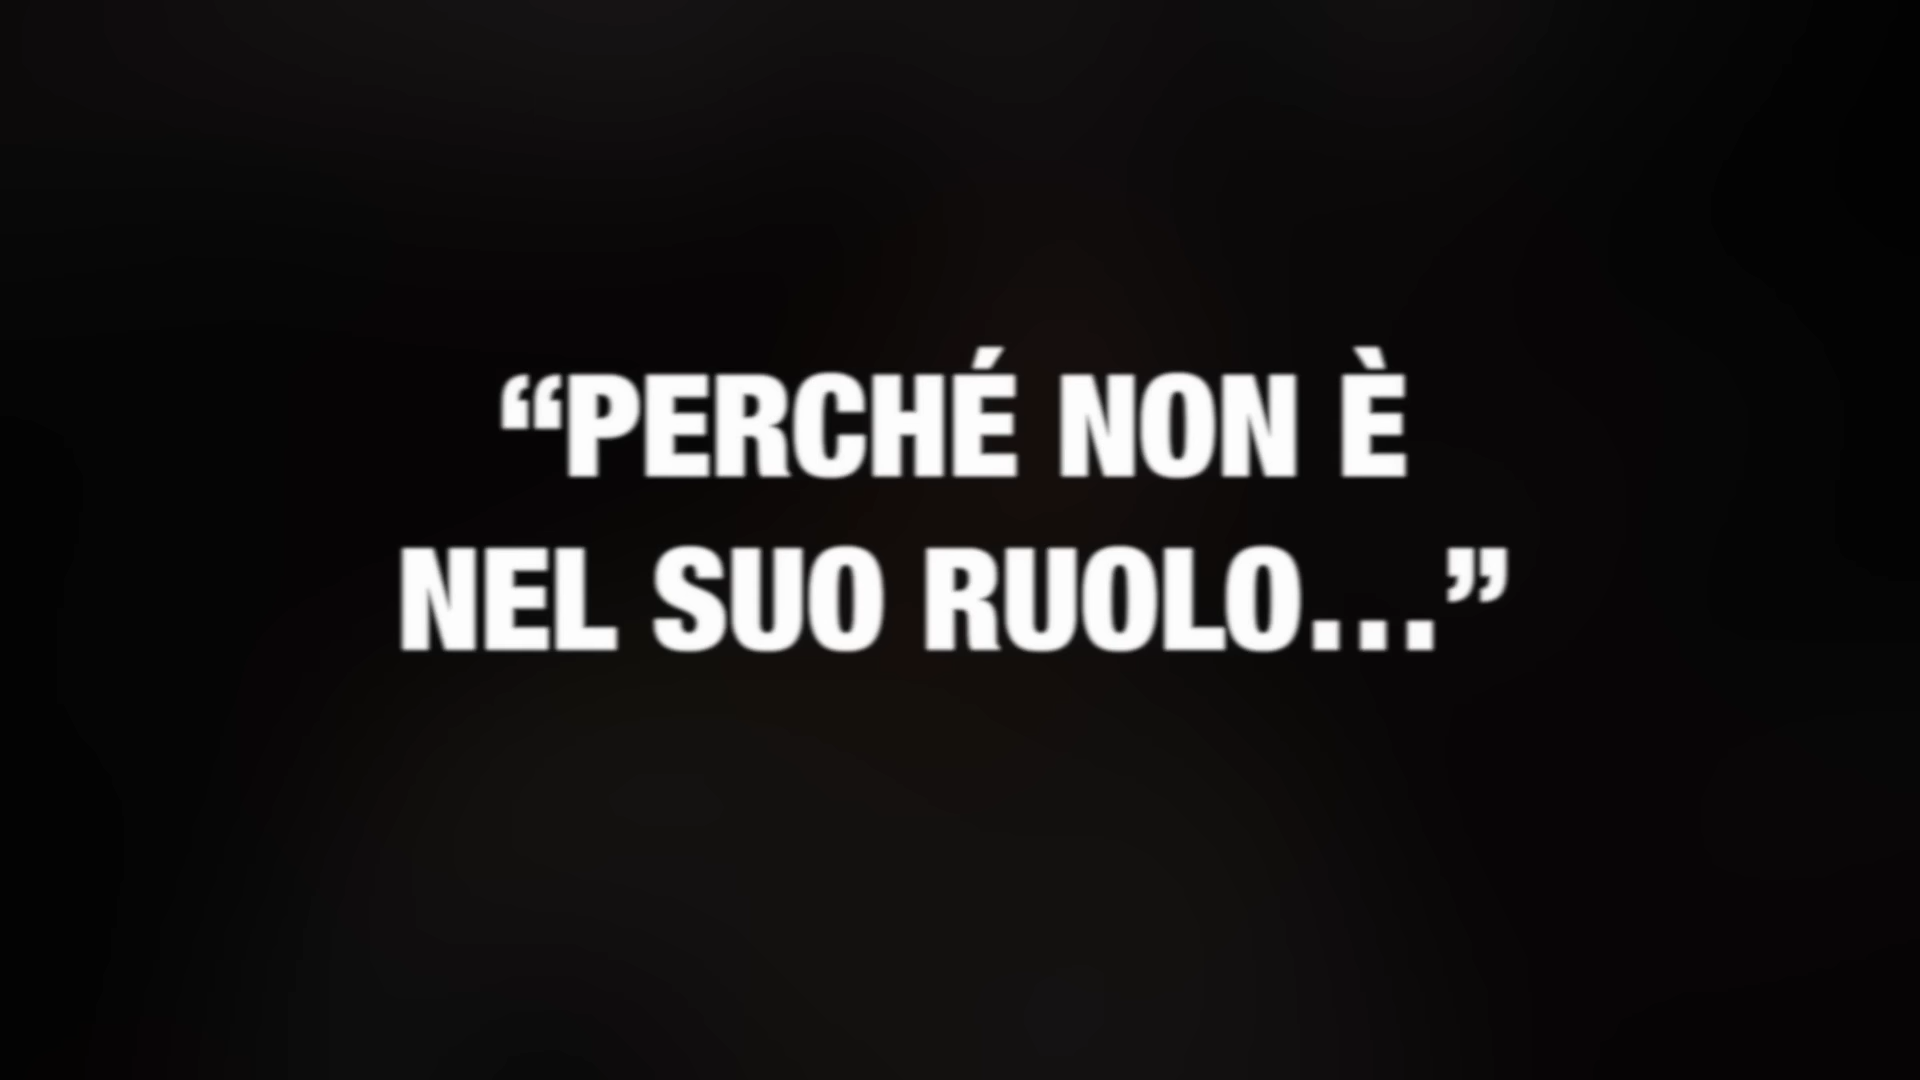 “PERCHÉ NON È
NEL SUO RUOLO...”